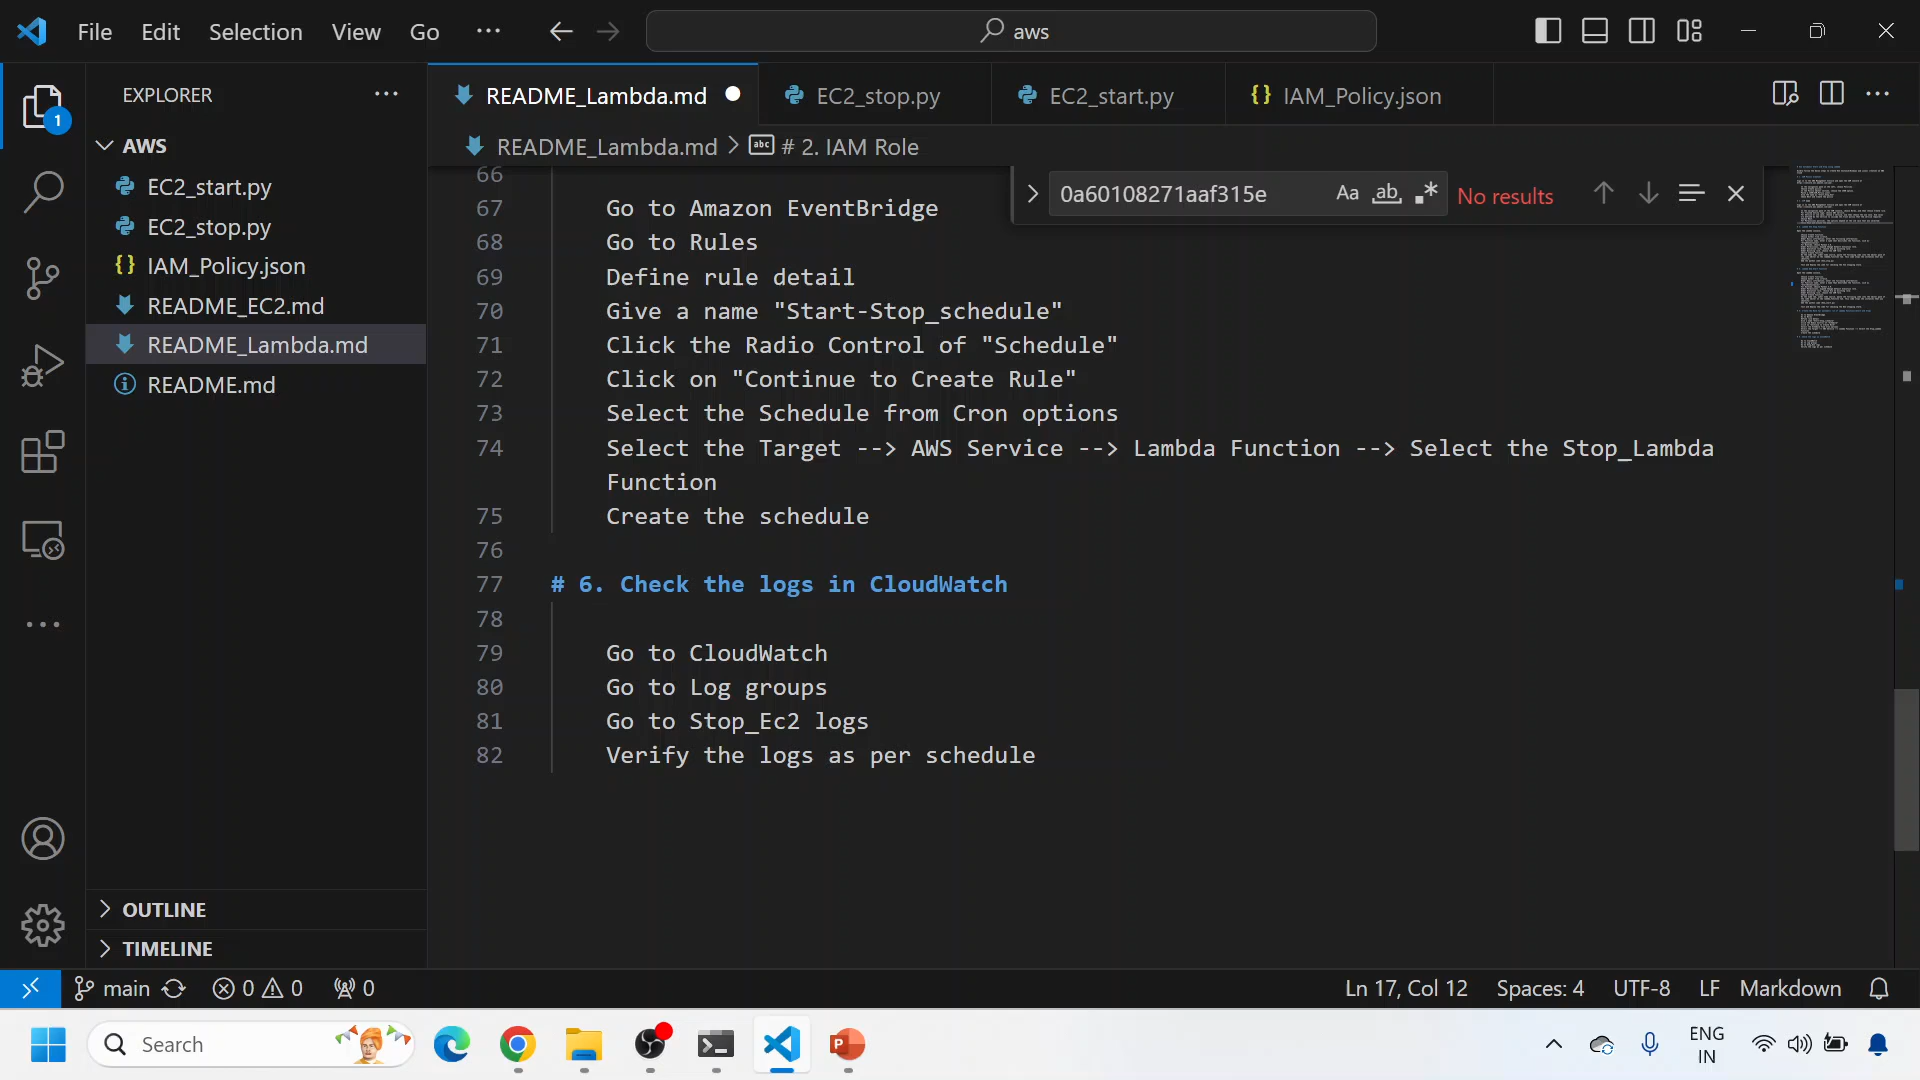 File Edit Selection View Go ··· aws
EXPLORER ···
README_Lambda.md EC2_stop.py EC2_start.py {} IAM_Policy.json ···
README_Lambda.md > abc # 2. IAM Role
1
AWS
EC2_start.py
EC2_stop.py
{} IAM_Policy.json
README_EC2.md
README_Lambda.md
README.md
OUTLINE
TIMELINE
0a60108271aaf315e Aa ab .* No results
66
67 Go to Amazon EventBridge
68 Go to Rules
69 Define rule detail
70 Give a name "Start-Stop_schedule"
71 Click the Radio Control of "Schedule"
72 Click on "Continue to Create Rule"
73 Select the Schedule from Cron options
74 Select the Target --> AWS Service --> Lambda Function --> Select the Stop_Lambda
Function
75 Create the schedule
76
77 # 6. Check the logs in CloudWatch
78
79 Go to CloudWatch
80 Go to Log groups
81 Go to Stop_Ec2 logs
82 Verify the logs as per schedule
main 0 0 0 Ln 17, Col 12 Spaces: 4 UTF-8 LF Markdown
Search ENG
IN